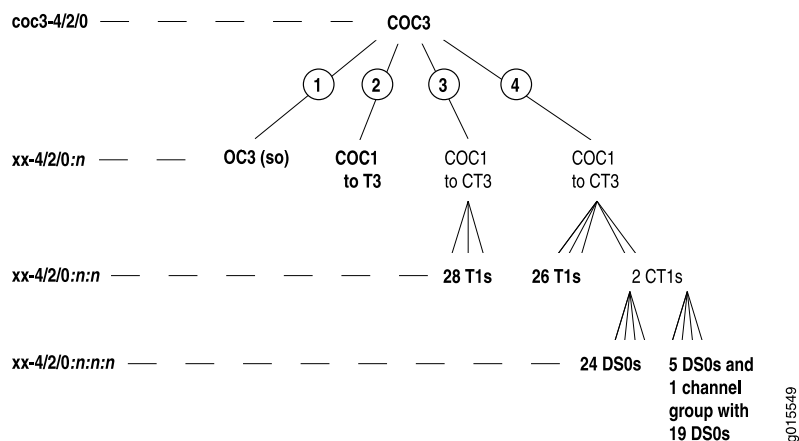 coc3-4/2/0
COC3
1
2
3
4
xx-4/2/0:n
OC3 (so)
COC1
to T3
COC1
to CT3
COC1
to CT3
xx-4/2/0:n:n
28 T1s
26 T1s
2 CT1s
xx-4/2/0:n:n:n
24 DS0s
5 DS0s and
1 channel
group with
19 DS0s
g015549